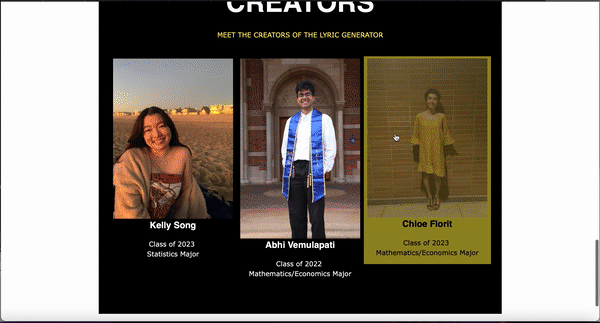 CREATORS
MEET THE CREATORS OF THE LYRIC GENERATOR
Kelly Song
Class of 2023
Statistics Major
Abhi Vemulapati
Class of 2022
Mathematics/Economics Major
Chloe Florit
Class of 2023
Mathematics/Economics Major